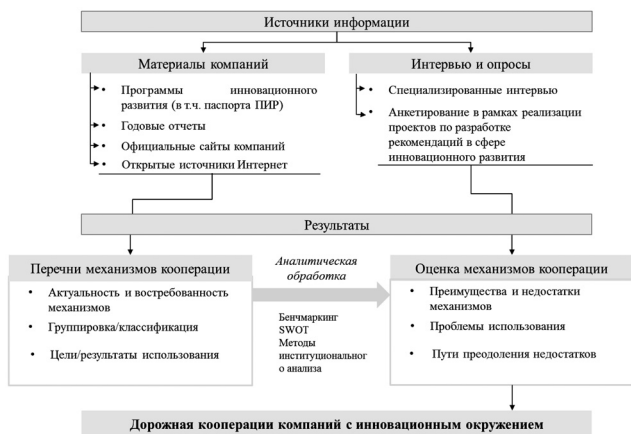 Источники информации
Материалы компаний
• Программы инновационного
развития (в т.ч. паспорта ПИР)
• Годовые отчеты
• Официальные сайты компаний
• Открытые источники Интернет
Интервью и опросы
• Специализированные интервью
• Анкетирование в рамках реализации
проектов по разработке
рекомендаций в сфере
инновационного развития
Результаты
Перечни механизмов кооперации
• Актуальность и востребованность
механизмов
• Группировка/классификация
• Цели/результаты использования
Аналитическая
обработка
Бенчмаркинг
SWOT
Методы
институционально
о анализа
Оценка механизмов кооперации
• Преимущества и недостатки
механизмов
• Проблемы использования
• Пути преодоления недостатков
Дорожная кооперации компаний с инновационным окружением